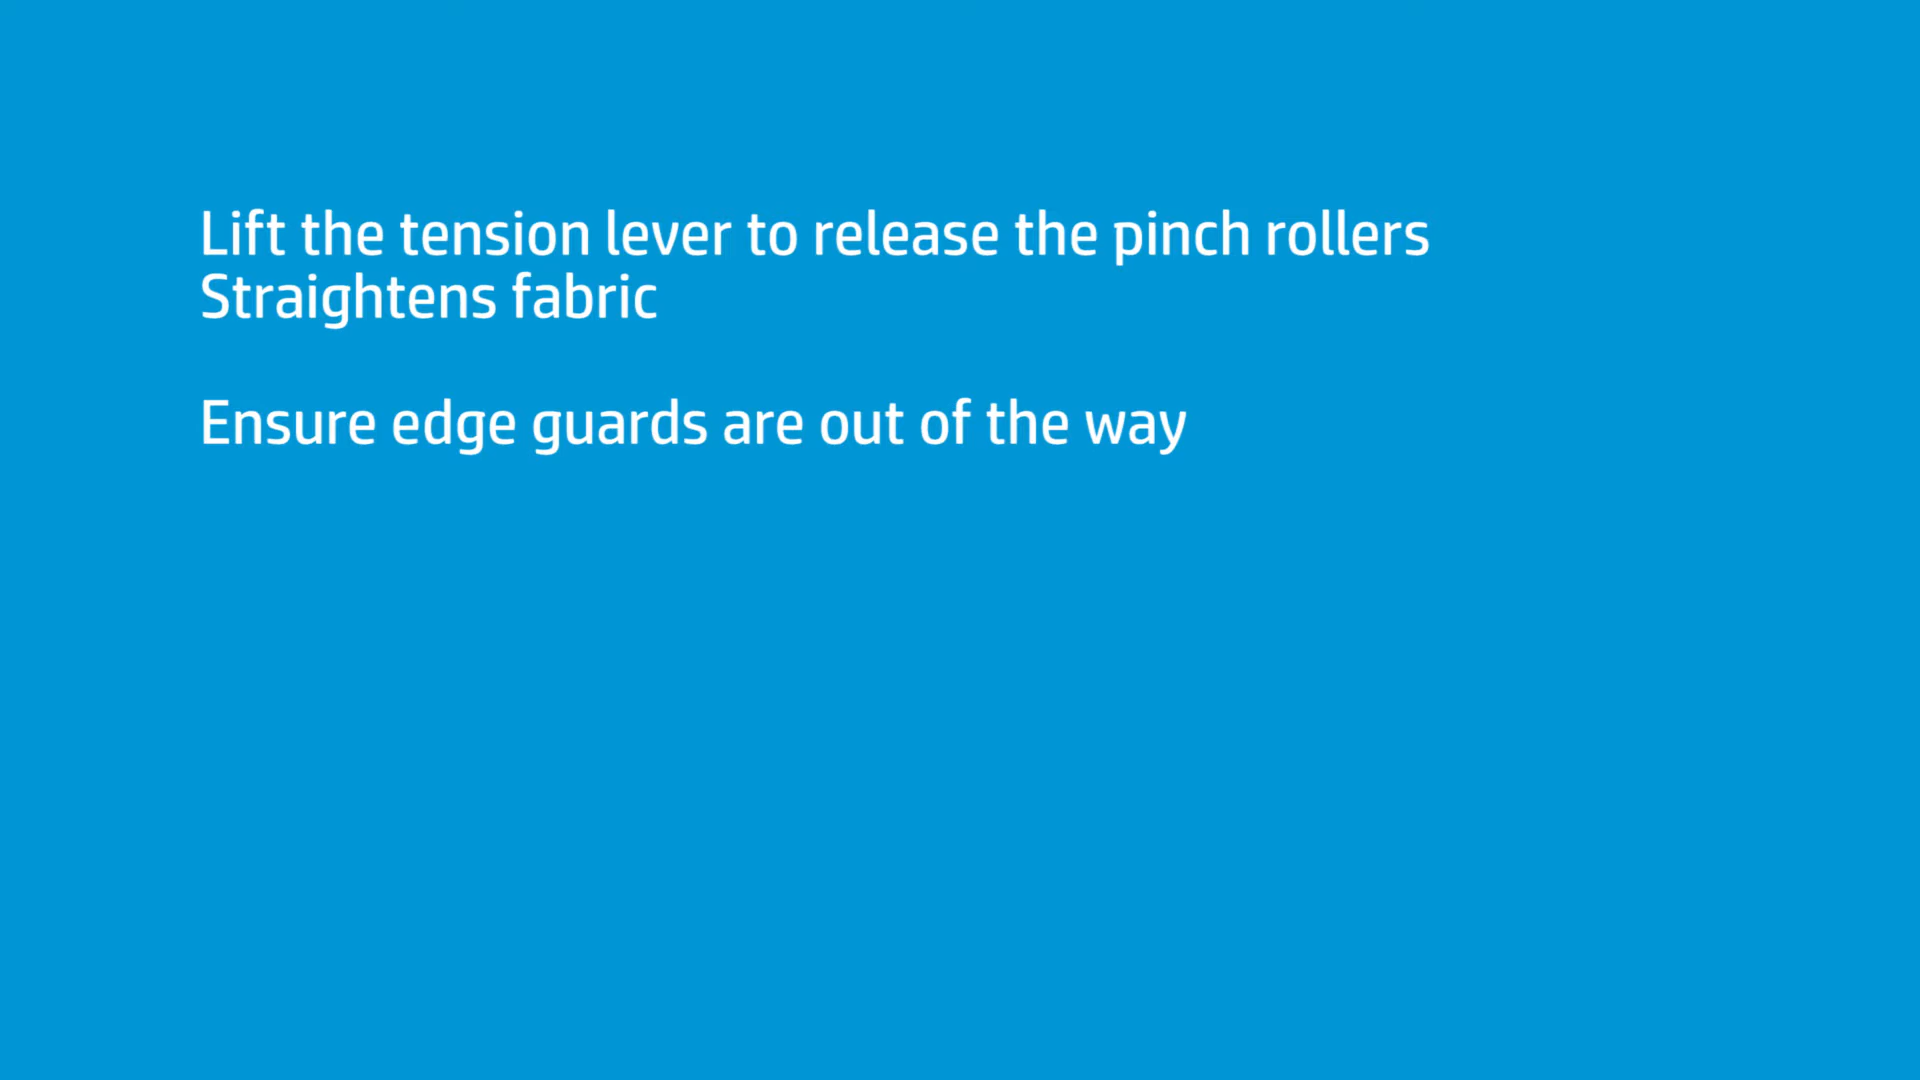 Lift the tension lever to release the pinch rollers
Straightens fabric
Ensure edge guards are out of the way